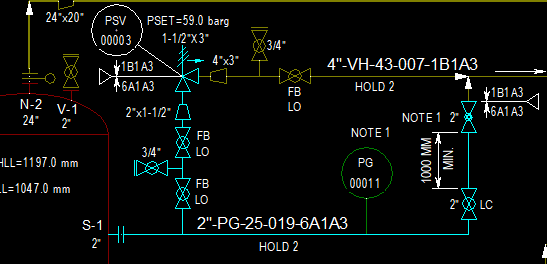 24"x20"
PSV
00003
PSET=59.0 barg
1-1/2"X3"
4"x3"
3/4"
4"-VH-43-007-1B1A3
HOLD 2
1B1A3
6A1A3
FB
LO
N-2
24"
V-1
2"
2"x1-1/2"
FB
LO
1B1A3
6A1A3
NOTE 1
2"
NOTE 1
PG
00011
1000 MM
MIN.
HLL=1197.0 mm
LL=1047.0 mm
3/4"
FB
LO
2"
LC
S-1
2"
2"-PG-25-019-6A1A3
HOLD 2